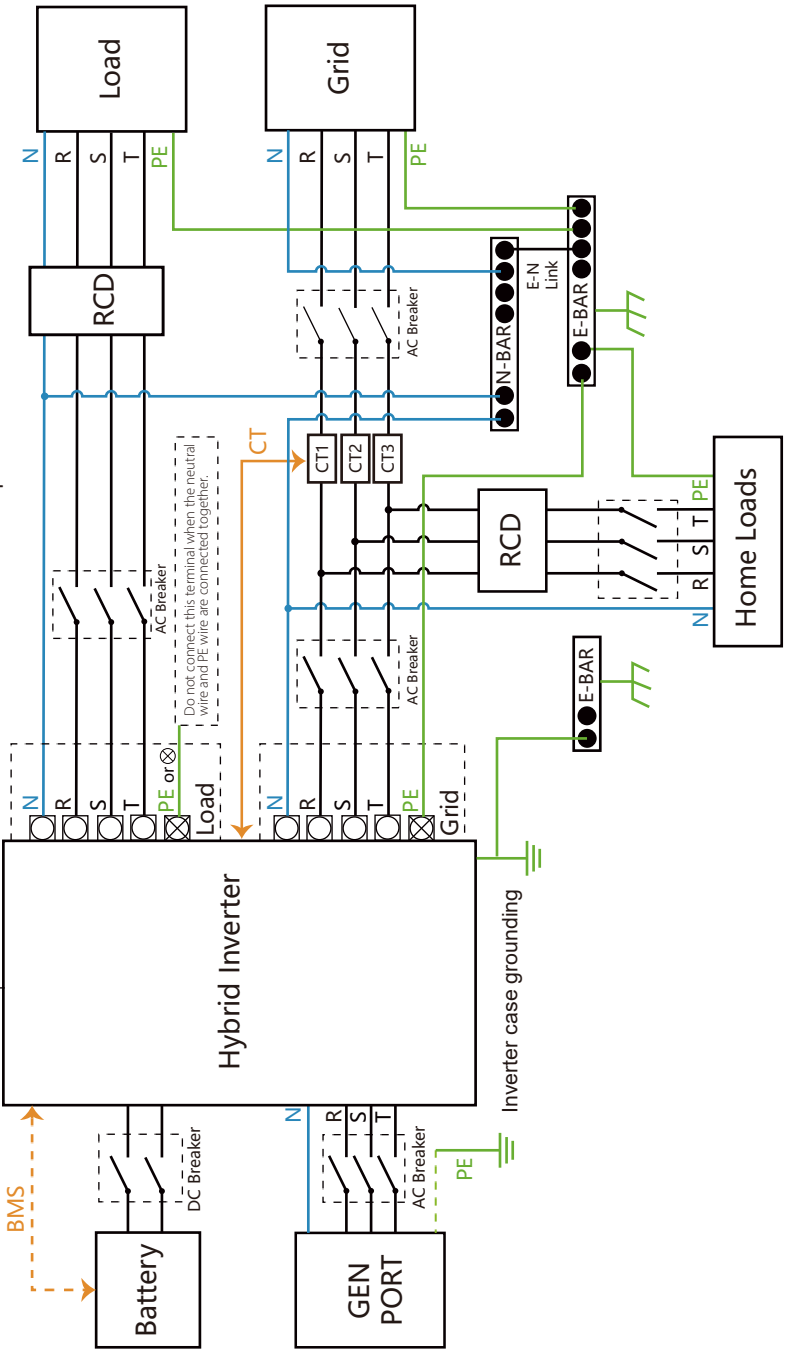 Load
Grid
N
R
S
T
PE
N
R
S
T
PE
RCD
AC Breaker
N-BAR
E-N
Link
E-BAR
CT
CT1
CT2
CT3
Do not connect this terminal when the neutral
wire and PE wire are connected together.
AC Breaker
RCD
PE
T
S
R
N
Home Loads
AC Breaker
E-BAR
N
R
S
T
PE or
Load
N
R
S
T
PE
Grid
Hybrid Inverter
Inverter case grounding
BMS
DC Breaker
Battery
N
R
S
T
AC Breaker
PE
GEN
PORT